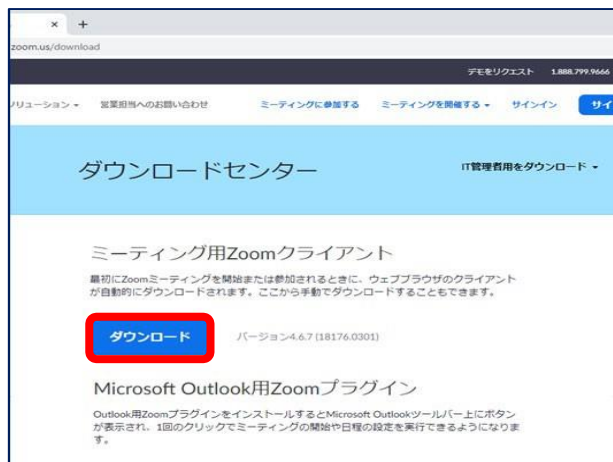 zoom.us/download
デモをリクエスト 1.888.799.9666
リューション 営業担当へのお問い合わせ ミーティングに参加する ミーティングを開催する サインイン サイ
ダウンロードセンター IT管理者用をダウンロード
ミーティング用Zoomクライアント
最初にZoomミーティングを開始または参加されるときに、ウェブブラウザのクライアント
が自動的にダウンロードされます。ここから手動でダウンロードすることもできます。
ダウンロード バージョン4.6.7 (18176.0301)
Microsoft Outlook用Zoomプラグイン
Outlook用ZoomプラグインをインストールするとMicrosoft Outlookツールバー上にボタン
が表示され、1回のクリックでミーティングの開始や日程の設定を実行できるようになりま
す。